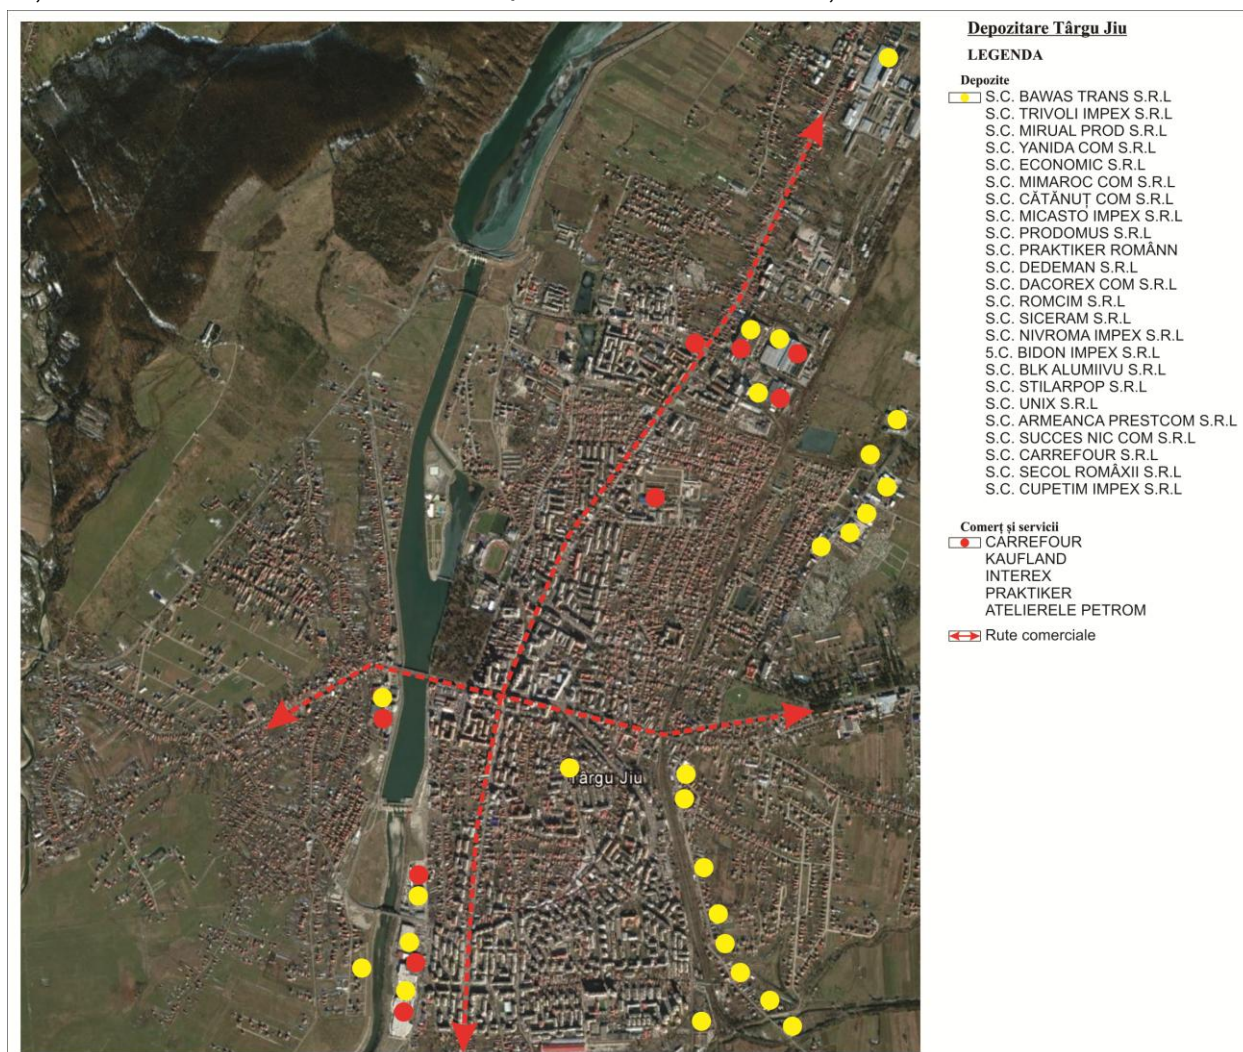 Depozitare Târgu Jiu
LEGENDA
Depozite
S.C. BAWAS TRANS S.R.L
S.C. TRIVOLI IMPEX S.R.L
S.C. MIRUAL PROD S.R.L
S.C. YANIDA COM S.R.L
S.C. ECONOMIC S.R.L
S.C. MIMAROC COM S.R.L
S.C. CĂTĂNUȚ COM S.R.L
S.C. MICASTO IMPEX S.R.L
S.C. PRODOMUS S.R.L
S.C. PRAKTIKER ROMÂNN
S.C. DEDEMAN S.R.L
S.C. DACOREX COM S.R.L
S.C. ROMCIM S.R.L
S.C. SICERAM S.R.L
S.C. NIVROMA IMPEX S.R.L
5.C. BIDON IMPEX S.R.L
S.C. BLK ALUMIIVU S.R.L
S.C. STILARPOP S.R.L
S.C. UNIX S.R.L
S.C. ARMEANCA PRESTCOM S.R.L
S.C. SUCCES NIC COM S.R.L
S.C. CARREFOUR S.R.L
S.C. SECOL ROMÂXII S.R.L
S.C. CUPETIM IMPEX S.R.L
Comerț și servicii
CARREFOUR
KAUFLAND
INTEREX
PRAKTIKER
ATELIERELE PETROM
Rute comerciale
Târgu Jiu